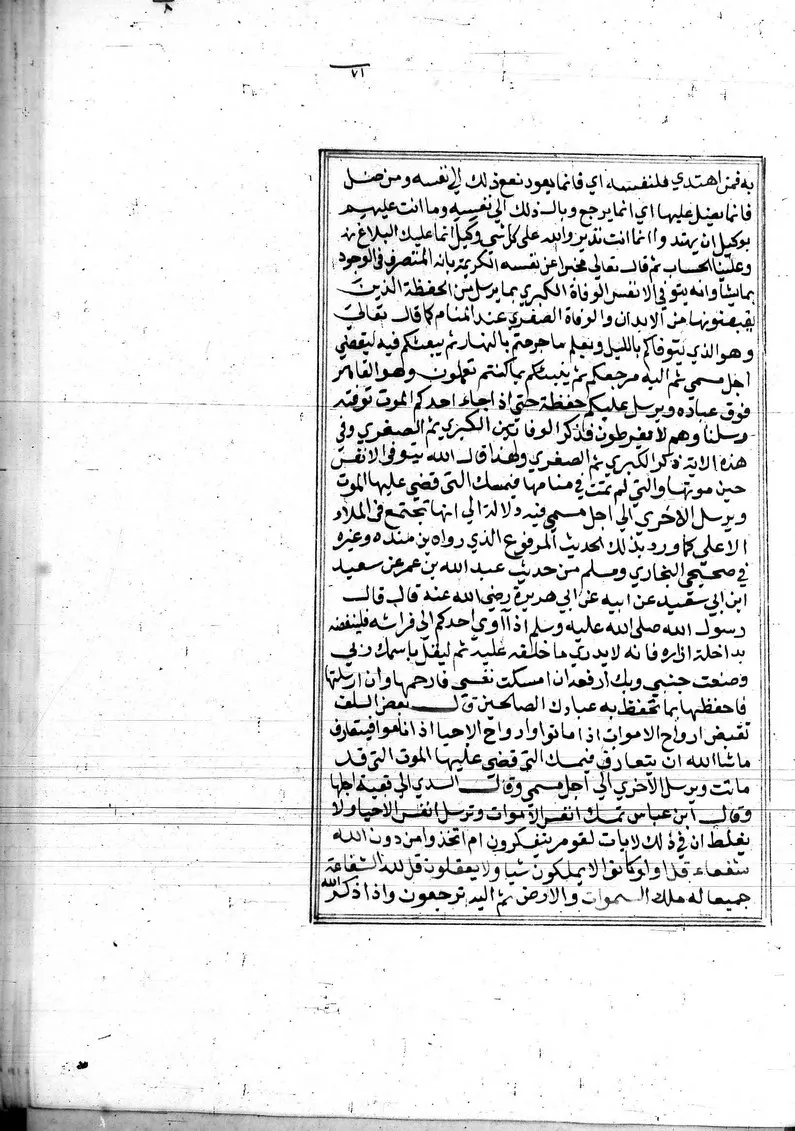 ٧١
به فمن اهتدي فلنفسه اي فانما يعود نفع ذلك الي نفسه ومن ضل
فانما يضل عليها اي انما يرجع وبال ذلك الي نفسه وما انت عليهم
بوكيل ان يهتدوا انما انت نذير والله علي كل شي وكيل انما عليك البلاغ
وعلينا الحساب ثم قال تعالي مخبرا عن نفسه الكريمة بانه المتصرف في الوجود
بما يشا وانه يتوفي الانفس الوفاة الكبري بما يرسل من الحفظة الذين
يقبضونها من الابدان والوفاة الصغري عند المنام كما قال تعالي
وهو الذي يتوفاكم بالليل ويعلم ما جرحتم بالنهار ثم يبعثكم فيه ليقضي
اجل مسمي ثم اليه مرجعكم ثم ينبئكم بما كنتم تعملون وهو القاهر
فوق عباده ويرسل عليكم حفظة حتي اذا جاء احدكم الموت توفته
رسلنا وهم لا يفرطون فذكر الوفاتين الكبري ثم الصغري وفي
هذه الاية ذكر الكبري ثم الصغري ولهذا قال الله يتوفي الانفس
حين موتها والتي لم تمت في منامها فيمسك التي قضي عليها الموت
ويرسل الاخري الي اجل مسمي فيه دلالة الي انها تجتمع في الملاء
الاعلي كما ورد بذلك الحديث المرفوع الذي رواه بن منده وغيره
في صحيحي البخاري ومسلم من حديث عبد الله بن عمر عن سعيد
ابن ابي سعيد عن ابيه عن ابي هريرة رضي الله عنه قال قال
رسول الله صلي الله عليه وسلم اذا آوي احدكم الي فراشه فلينفضه
بداخلة ازاره فانه لا يدري ما خلفه عليه ثم ليقل باسمك ربي
وضعت جنبي وبك ارفعه ان امسكت نفسي فارحمها وان ارسلتها
فاحفظها بما تحفظ به عبادك الصالحين قال بعض السلف
تقبض ارواح الاموات اذا ماتوا وارواح الاحيا اذا ناموا فيتعارف
ماشا الله ان يتعارف فيمسك التي قضي عليها الموت التي قد
ماتت ويرسل الاخري الي اجل مسمي وقال السدي الي بقية اجلها
وقال ابن عباس تمسك انفس الاموات وترسل انفس الاحيا ولا
يغلط ان في ذلك لايات لقوم يتفكرون ام اتخذوا من دون الله
شفعاء قل اولو كانوا لا يملكون شيا ولا يعقلون قل لله الشفاعة
جميعا له ملك السموات والارض ثم اليه ترجعون واذا ذكر الله